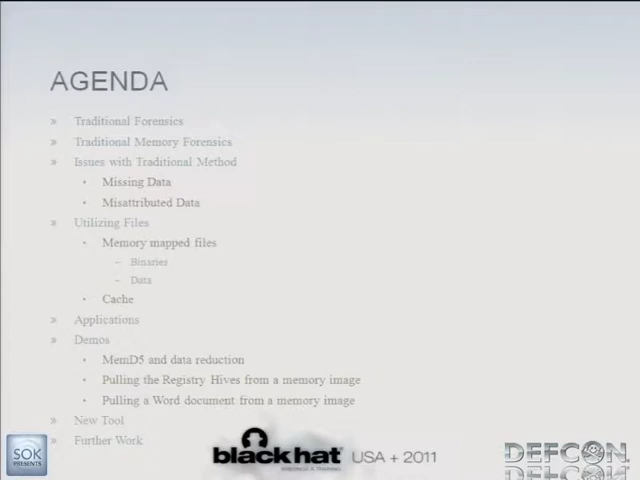 AGENDA
» Traditional Forensics
» Traditional Memory Forensics
» Issues with Traditional Method
• Missing Data
• Misattributed Data
» Utilizing Files
• Memory mapped files
– Binaries
– Data
• Cache
» Applications
» Demos
• MemD5 and data reduction
• Pulling the Registry Hives from a memory image
• Pulling a Word document from a memory image
» New Tool
» Further Work
SOK
PRESENTS
blackhat USA + 2011
DEFCON